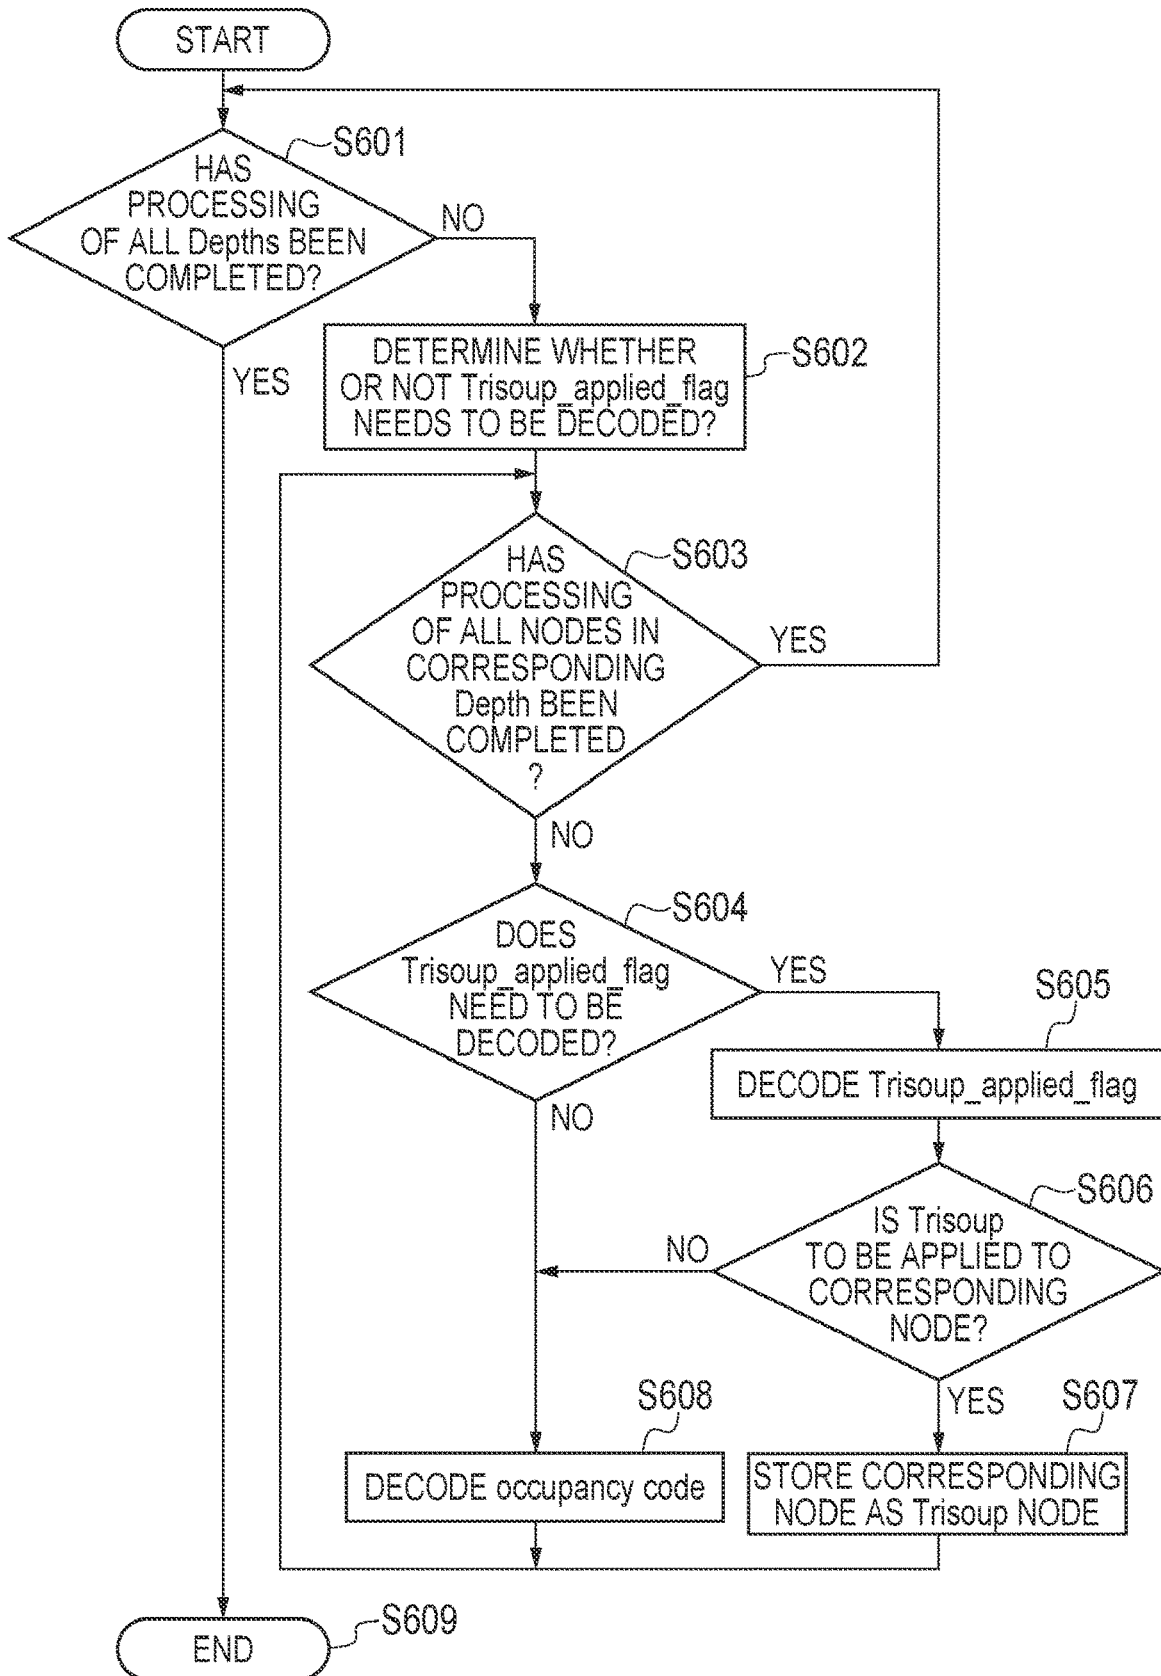 START
S601
HAS
PROCESSING
OF ALL Depths BEEN
COMPLETED?
NO
YES
DETERMINE WHETHER
OR NOT Trisoup_applied_flag
NEEDS TO BE DECODED?
S602
HAS
PROCESSING
OF ALL NODES IN
CORRESPONDING
Depth BEEN
COMPLETED
?
S603
YES
NO
DOES
Trisoup_applied_flag
NEED TO BE
DECODED?
S604
YES
NO
S605
DECODE Trisoup_applied_flag
S606
IS Trisoup
TO BE APPLIED TO
CORRESPONDING
NODE?
NO
YES
S607
STORE CORRESPONDING
NODE AS Trisoup NODE
S608
DECODE occupancy code
S609
END